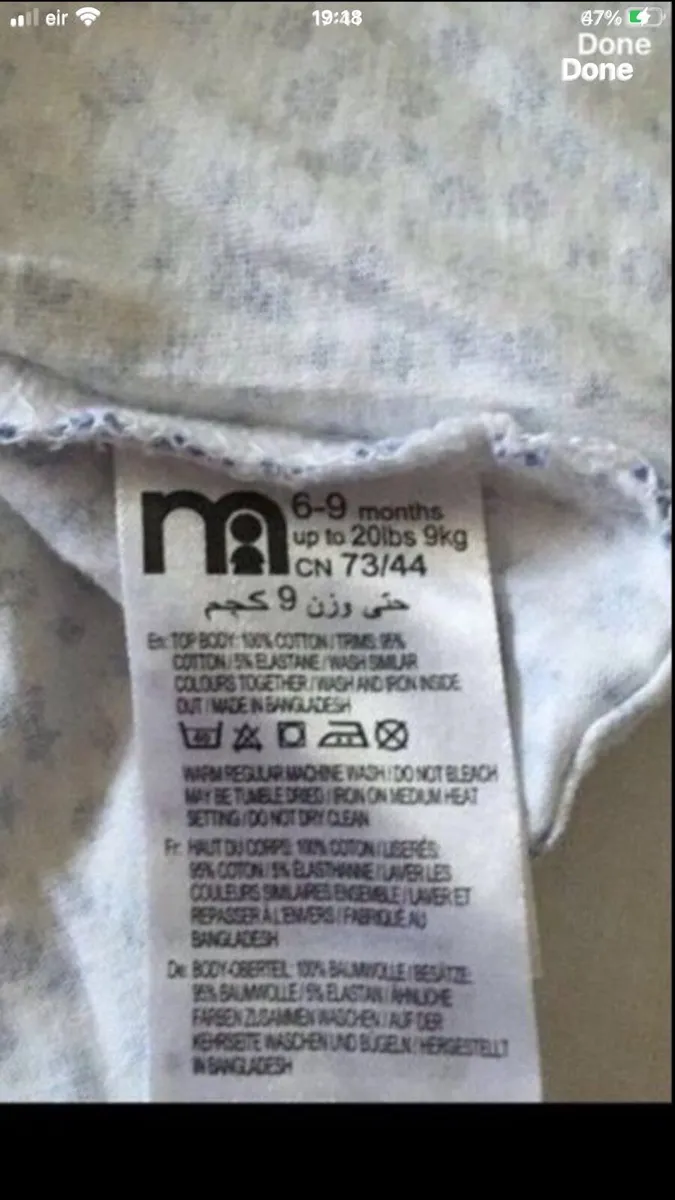 eir
Done
Done
6-9 months
up to 20lbs 9kg
CN 73/44
حتى وزن 9 كجم
En: TOP BODY: 100% COTTON / TRIMS: 95%
COTTON / 5% ELASTANE / WASH SIMILAR
COLOURS TOGETHER / WASH AND IRON INSIDE
OUT / MADE IN BANGLADESH
40
WARM REGULAR MACHINE WASH / DO NOT BLEACH
MAY BE TUMBLE DRIED / IRON ON MEDIUM HEAT
SETTING / DO NOT DRY CLEAN
Fr: HAUT DU CORPS: 100% COTON / LISERÉS:
95% COTON / 5% ÉLASTHANNE / LAVER LES
COULEURS SIMILAIRES ENSEMBLE / LAVER ET
REPASSER À L'ENVERS / FABRIQUÉ AU
BANGLADESH
De: BODY-OBERTEIL: 100% BAUMWOLLE / BESÄTZE:
95% BAUMWOLLE / 5% ELASTAN / ÄHNLICHE
FARBEN ZUSAMMEN WASCHEN / AUF DER
KEHRSEITE WASCHEN UND BÜGELN / HERGESTELLT
IN BANGLADESH